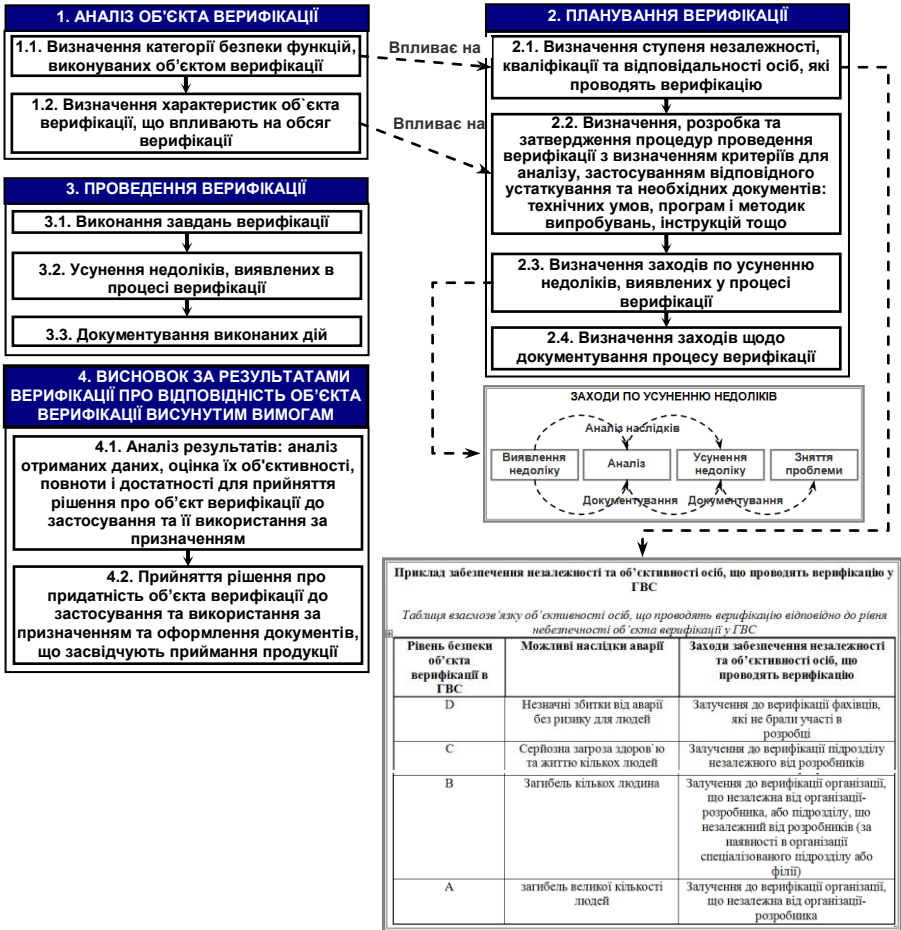 1. АНАЛІЗ ОБ'ЄКТА ВЕРИФІКАЦІЇ
1.1. Визначення категорії безпеки функцій,
виконуваних об’єктом верифікації
1.2. Визначення характеристик об`єкта
верифікації, що впливають на обсяг
верифікації
Впливає на
Впливає на
2. ПЛАНУВАННЯ ВЕРИФІКАЦІЇ
2.1. Визначення ступеня незалежності,
кваліфікації та відповідальності осіб, які
проводять верифікацію
2.2. Визначення, розробка та
затвердження процедур проведення
верифікації з визначенням критеріїв для
аналізу, застосуванням відповідного
устаткування та необхідних документів:
технічних умов, програм і методик
випробувань, інструкцій тощо
2.3. Визначення заходів по усуненню
недоліків, виявлених у процесі
верифікації
2.4. Визначення заходів щодо
документування процесу верифікації
3. ПРОВЕДЕННЯ ВЕРИФІКАЦІЇ
3.1. Виконання завдань верифікації
3.2. Усунення недоліків, виявлених в
процесі верифікації
3.3. Документування виконаних дій
4. ВИСНОВОК ЗА РЕЗУЛЬТАТАМИ
ВЕРИФІКАЦІЇ ПРО ВІДПОВІДНІСТЬ ОБ’ЄКТА
ВЕРИФІКАЦІЇ ВИСУНУТИМ ВИМОГАМ
4.1. Аналіз результатів: аналіз
отриманих даних, оцінка їх об'єктивності,
повноти і достатності для прийняття
рішення про об’єкт верифікації до
застосування та її використання за
призначенням
4.2. Прийняття рішення про
придатність об’єкта верифікації до
застосування та використання за
призначенням та оформлення документів,
що засвідчують приймання продукції
ЗАХОДИ ПО УСУНЕННЮ НЕДОЛІКІВ
Аналіз наслідків
Виявлення
недоліку
Аналіз
Усунення
недоліку
Зняття
проблеми
Документування
Документування
Приклад забезпечення незалежності та об’єктивності осіб, що проводять верифікацію у
ГВС
Таблиця взаємозв’язку об’єктивності осіб, що проводять верифікацію відповідно до рівня
небезпечності об’єкта верифікації у ГВС
Рівень безпеки
об’єкта
верифікації в
ГВС
Можливі наслідки аварії
Заходи забезпечення незалежності
та об’єктивності осіб, що
проводять верифікацію
D
Незначні збитки від аварії
без ризику для людей
Залучення до верифікації фахівців,
які не брали участі в
розробці
C
Серйозна загроза здоров`ю
та життю кількох людей
Залучення до верифікації підрозділу
незалежного від розробників
B
Загибель кількох людина
Залучення до верифікації організації,
що незалежна від організації-
розробника, або підрозділу, що
незалежний від розробників (за
наявності в організації
спеціалізованого підрозділу або
філії)
A
загибель великої кількості
людей
Залучення до верифікації організації,
що незалежна від організації-
розробника